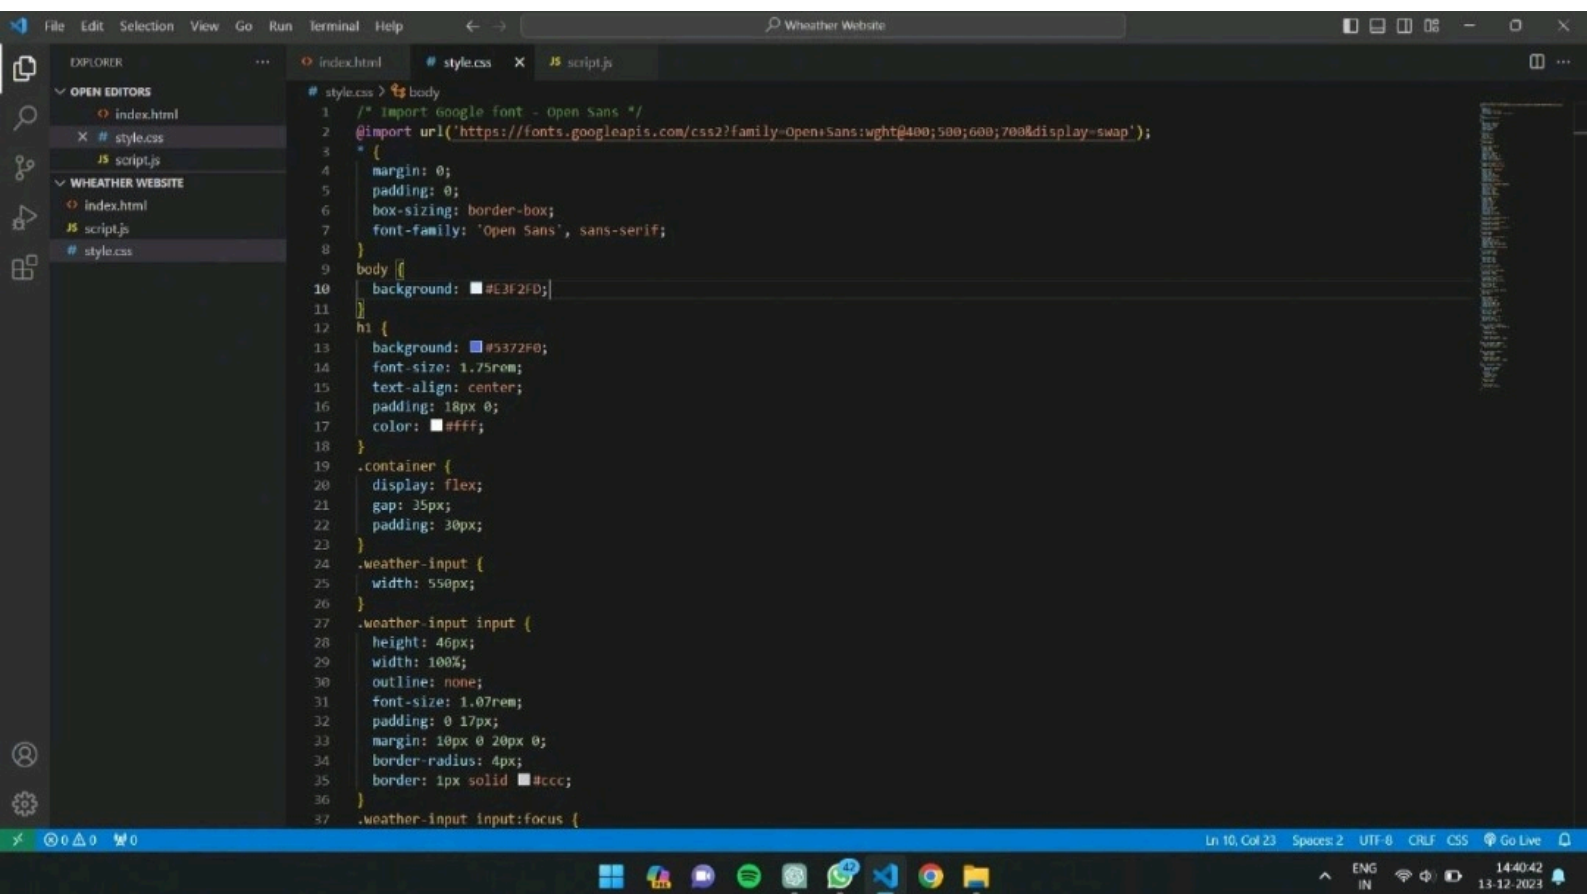 File Edit Selection View Go Run Terminal Help
Wheather Website
EXPLORER
index.html
# style.css
JS script.js
OPEN EDITORS
index.html
# style.css
JS script.js
WHEATHER WEBSITE
index.html
JS script.js
# style.css
# style.css > body
1 /* Import Google font - Open Sans */
2 @import url('https://fonts.googleapis.com/css2?family=Open+Sans:wght@400;500;600;700&display=swap');
3 * {
4 margin: 0;
5 padding: 0;
6 box-sizing: border-box;
7 font-family: 'Open Sans', sans-serif;
8 }
9 body {
10 background: #E3F2FD;
11 }
12 h1 {
13 background: #5372F0;
14 font-size: 1.75rem;
15 text-align: center;
16 padding: 18px 0;
17 color: #fff;
18 }
19 .container {
20 display: flex;
21 gap: 35px;
22 padding: 30px;
23 }
24 .weather-input {
25 width: 550px;
26 }
27 .weather-input input {
28 height: 46px;
29 width: 100%;
30 outline: none;
31 font-size: 1.07rem;
32 padding: 0 17px;
33 margin: 10px 0 20px 0;
34 border-radius: 4px;
35 border: 1px solid #ccc;
36 }
37 .weather-input input:focus {
0 0 0
Ln 10, Col 23 Spaces: 2 UTF-8 CRLF CSS Go Live
42
ENG
IN
14:40:42
13-12-2023